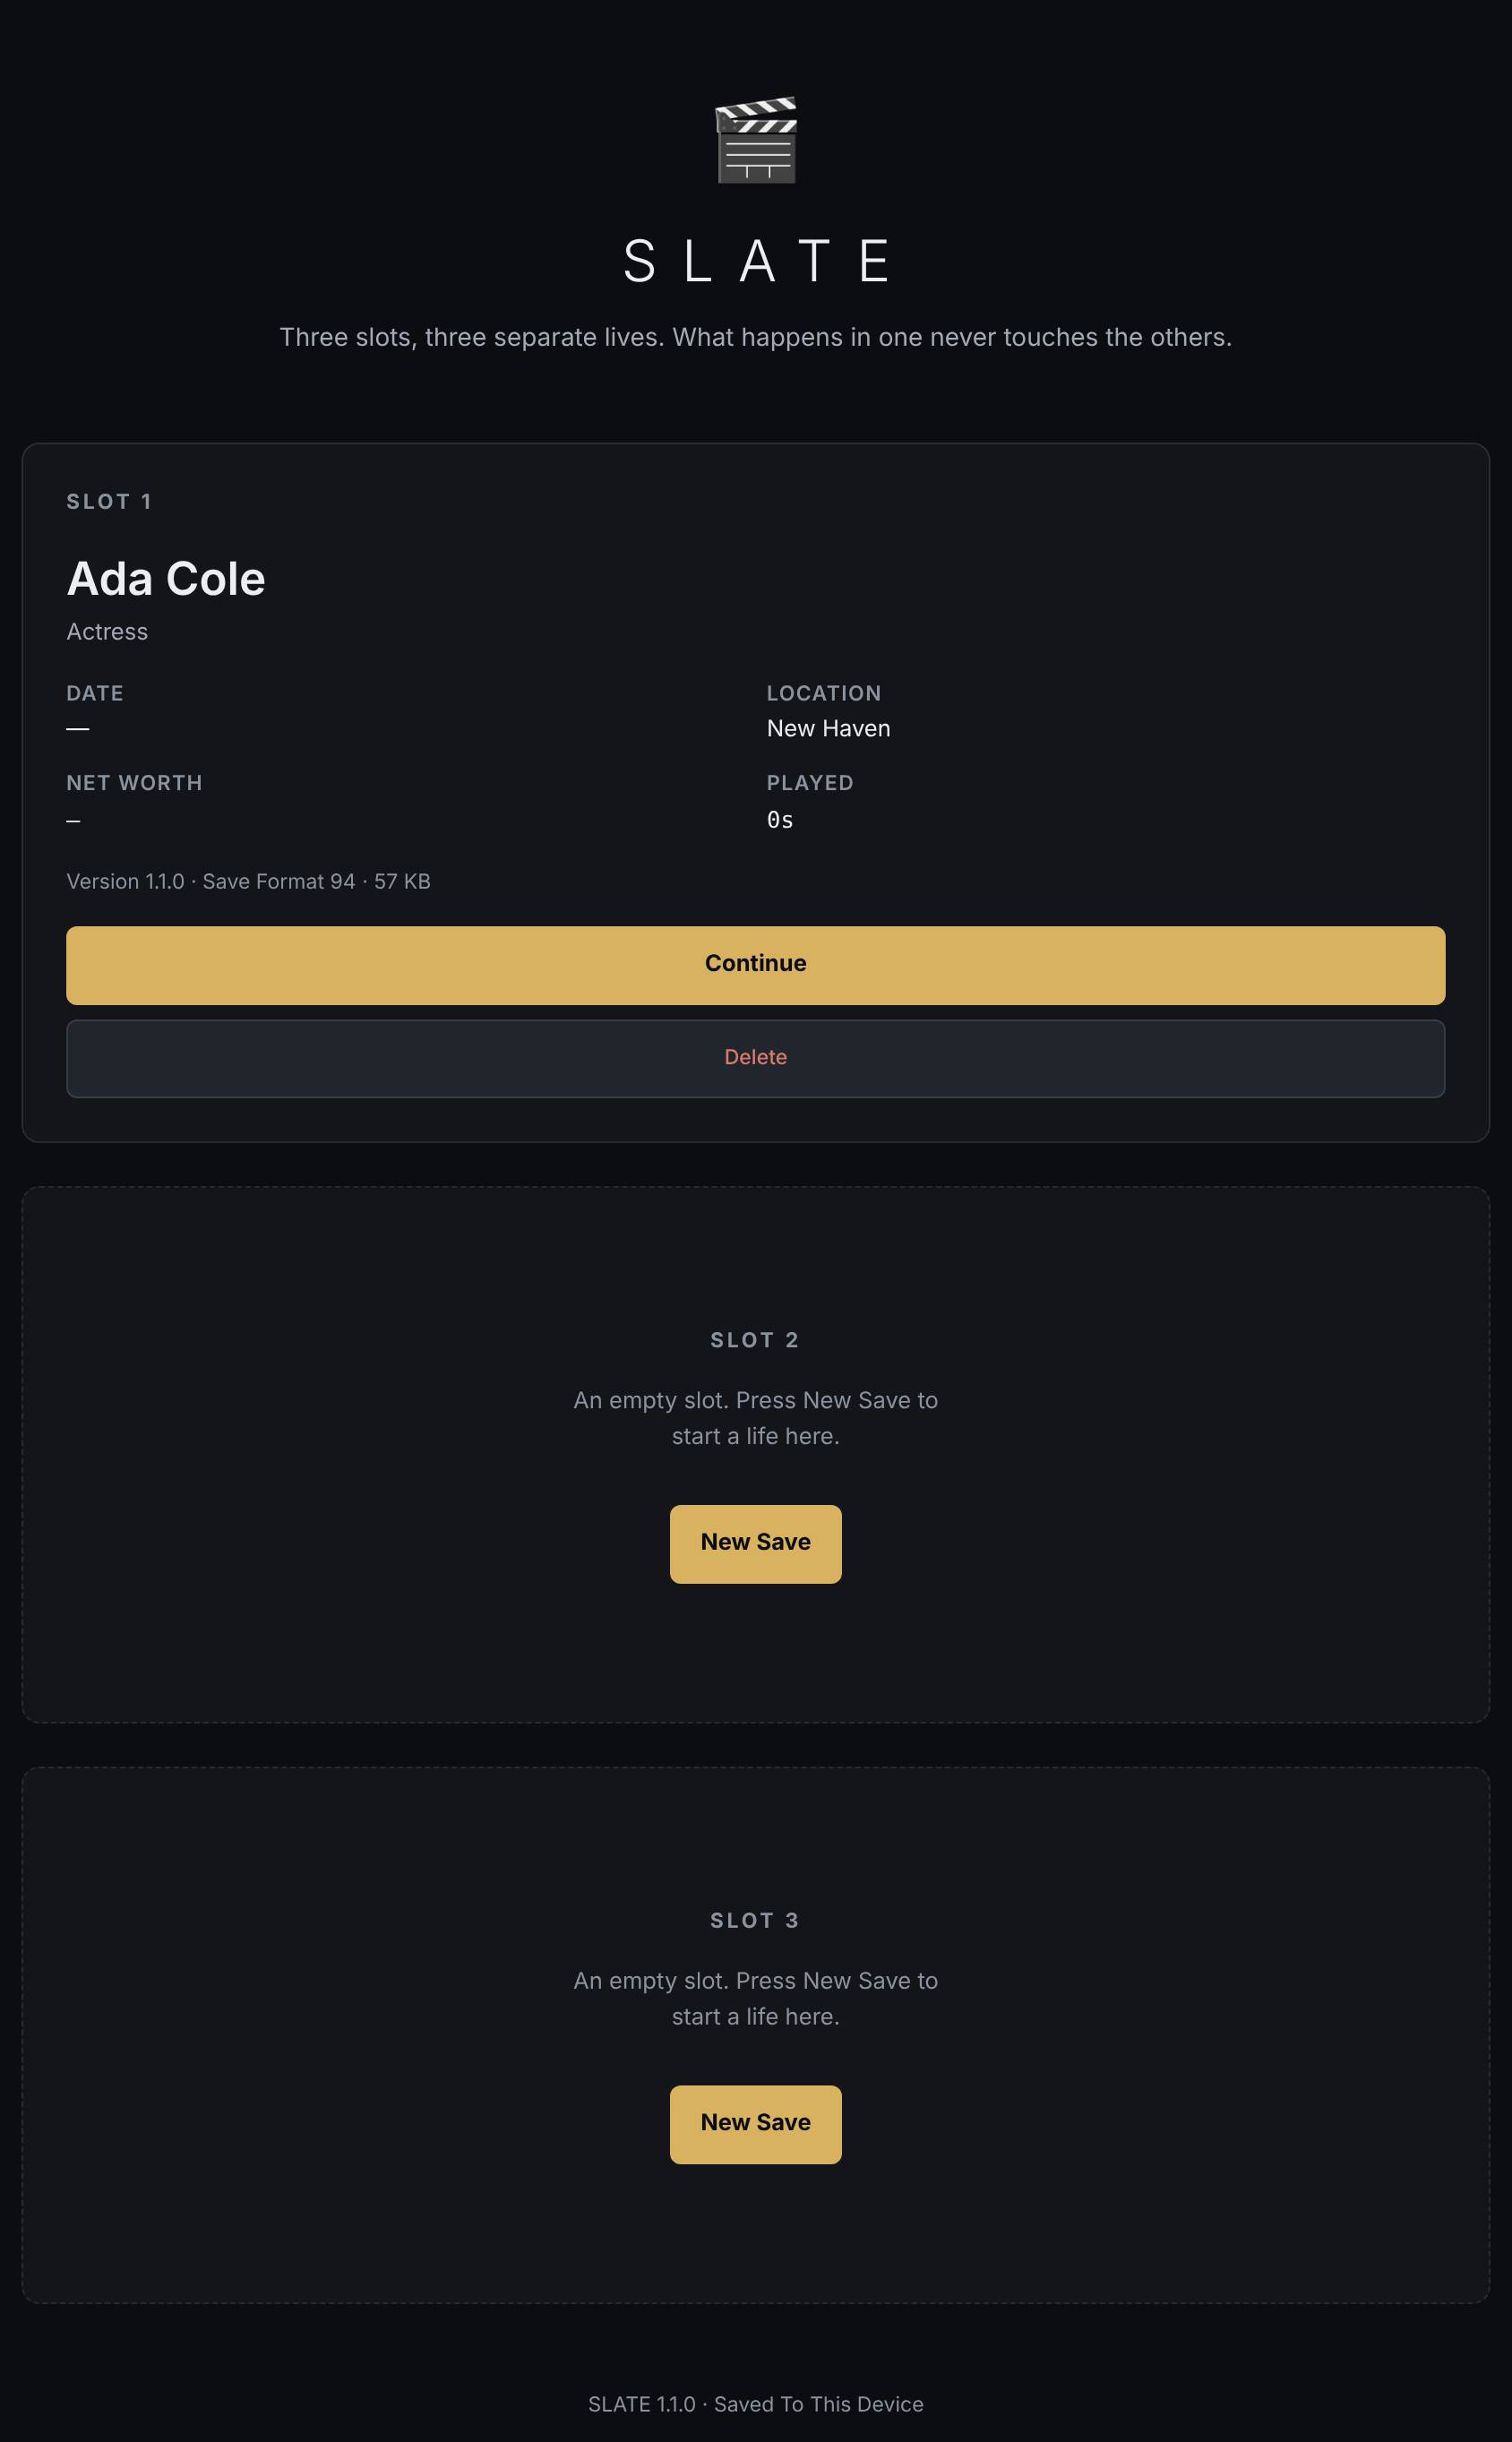 SLATE
Three slots, three separate lives. What happens in one never touches the others.
SLOT 1
Ada Cole
Actress
DATE
—
LOCATION
New Haven
NET WORTH
—
PLAYED
0s
Version 1.1.0 · Save Format 94 · 57 KB
Continue
Delete
SLOT 2
An empty slot. Press New Save to
start a life here.
New Save
SLOT 3
An empty slot. Press New Save to
start a life here.
New Save
SLATE 1.1.0 · Saved To This Device